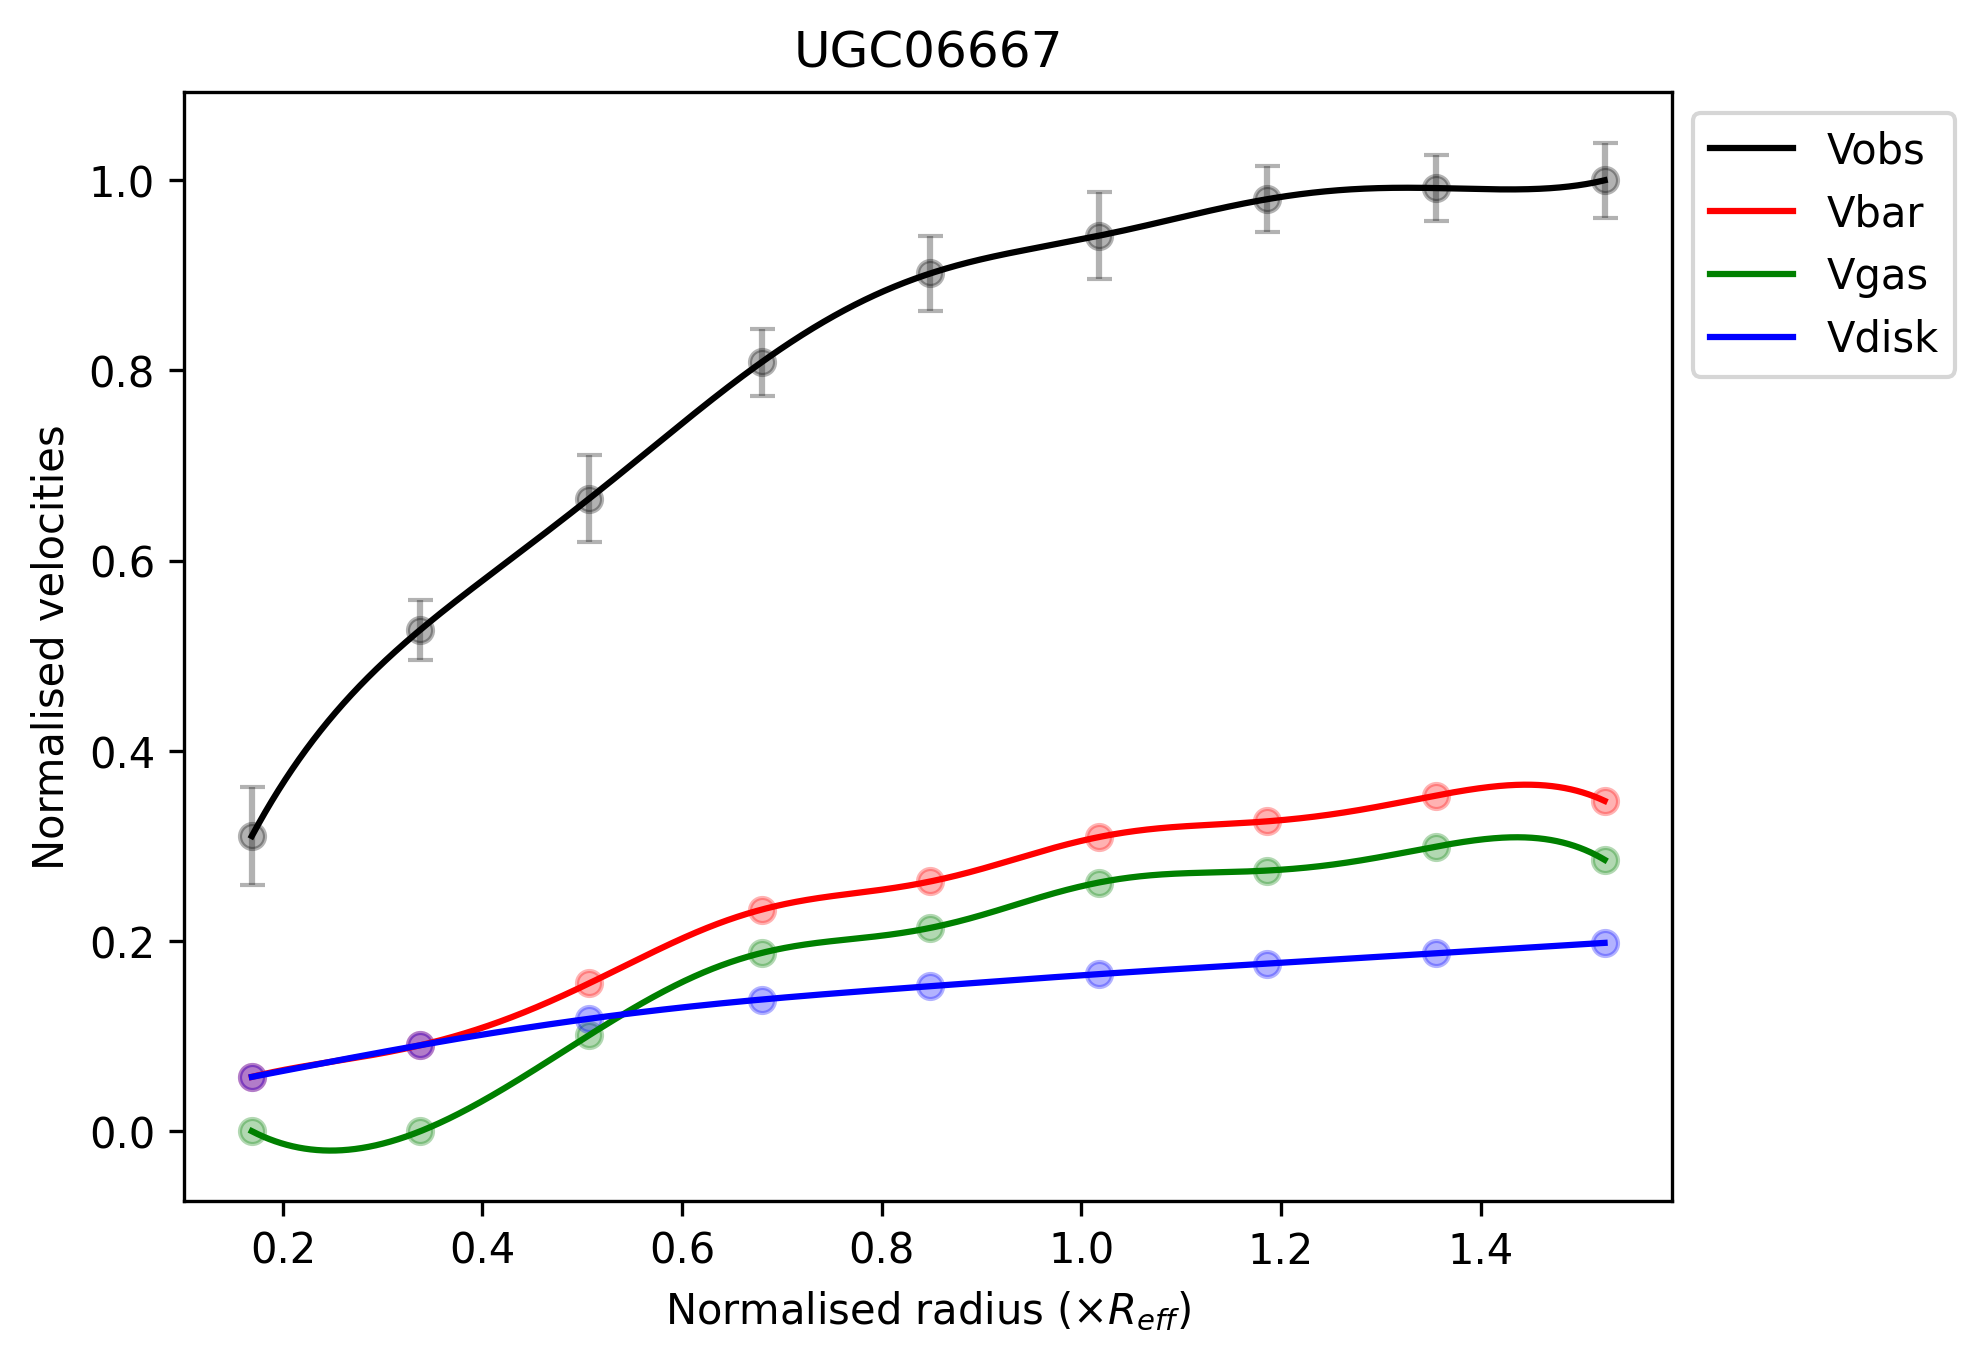 UGC06667
Vobs
Vbar
Vgas
Vdisk
Normalised velocities
1.0
0.8
0.6
0.4
0.2
0.0
0.2 0.4 0.6 0.8 1.0 1.2 1.4
Normalised radius (×R_eff)